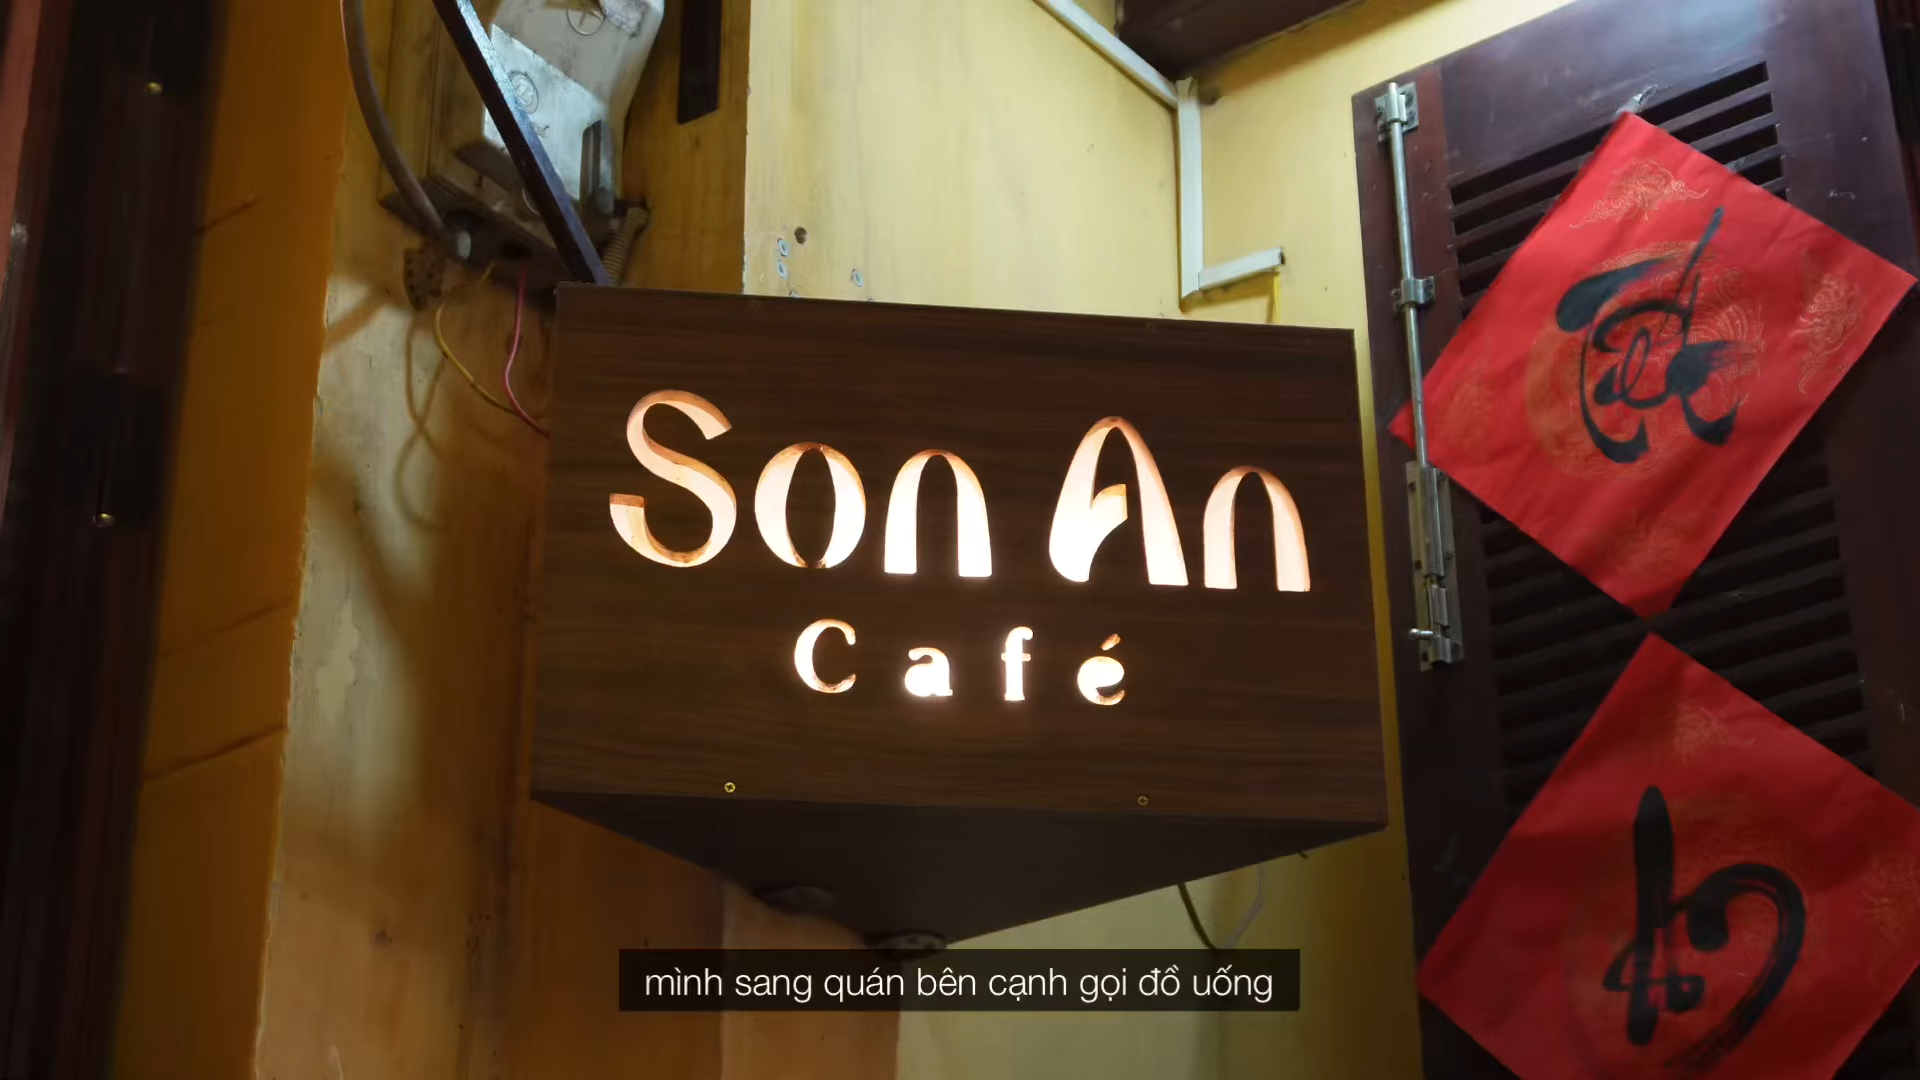 Son An
Café
mình sang quán bên cạnh gọi đồ uống